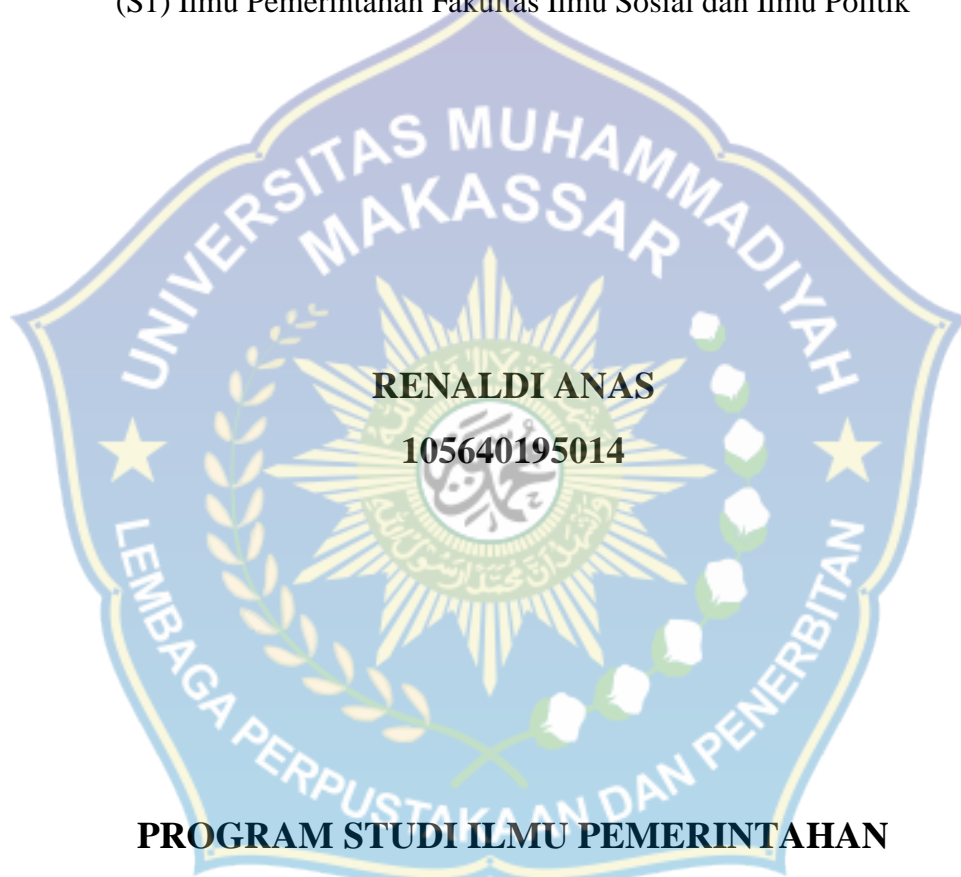 (S1) Ilmu Pemerintahan Fakultas Ilmu Sosial dan Ilmu Politik
UNIVERSITAS MUHAMMADIYAH
MAKASSAR
RENALDI ANAS
105640195014
LEMBAGA PERPUSTAKAAN DAN PENERBITAN
PROGRAM STUDI ILMU PEMERINTAHAN